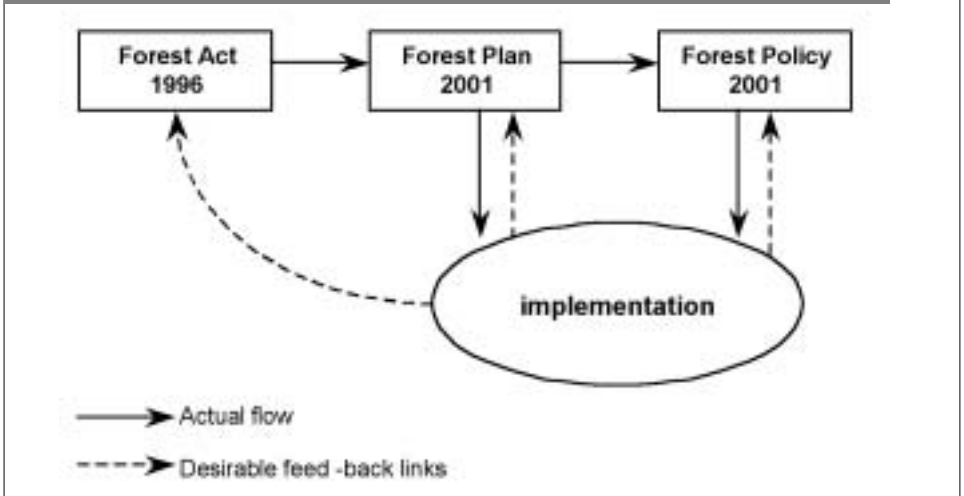 Forest Act
1996
Forest Plan
2001
Forest Policy
2001
implementation
Actual flow
Desirable feed -back links